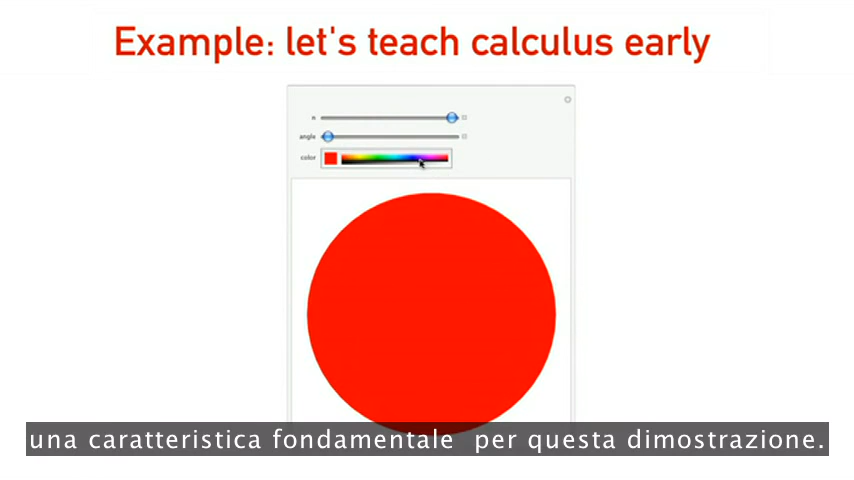 Example: let's teach calculus early
n
angle
color
una caratteristica fondamentale per questa dimostrazione.